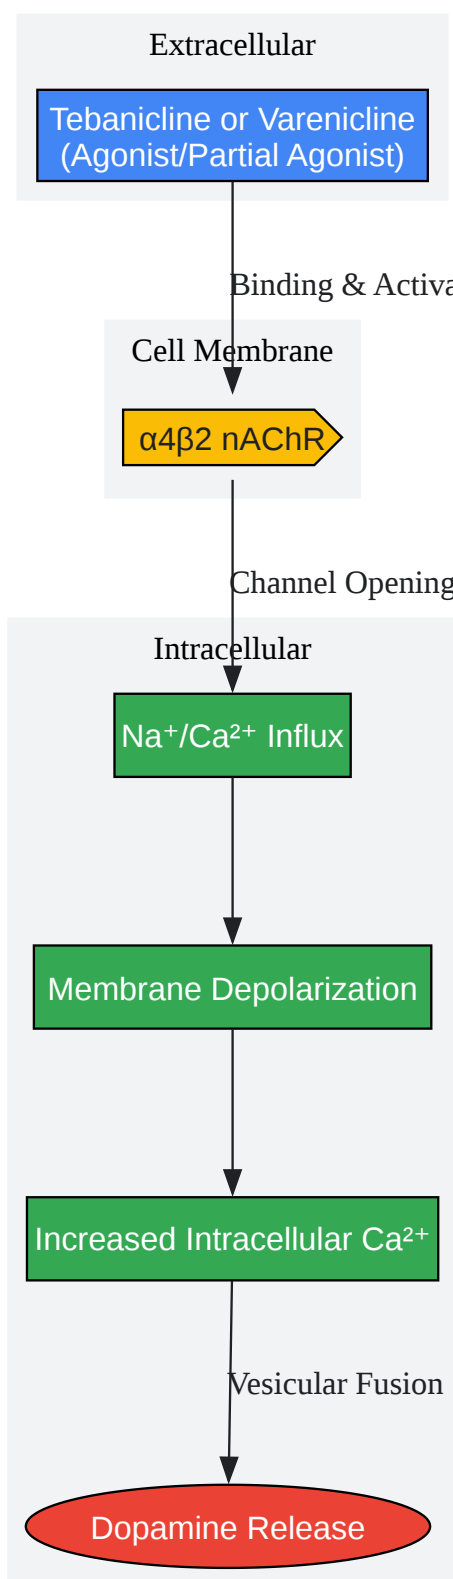 Extracellular
Tebanicline or Varenicline
(Agonist/Partial Agonist)
Binding & Activa
Cell Membrane
α4β2 nAChR
Channel Opening
Intracellular
Na⁺/Ca²⁺ Influx
Membrane Depolarization
Increased Intracellular Ca²⁺
Vesicular Fusion
Dopamine Release